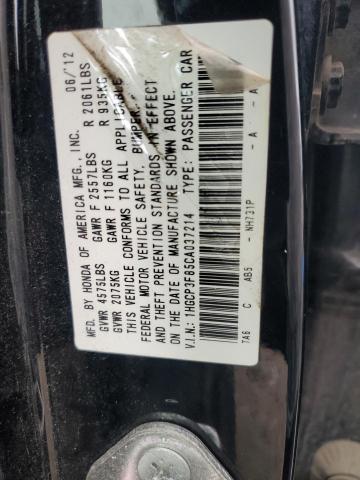 MFD. BY HONDA OF AMERICA MFG., INC. 06/'12
GVWR 4575LBS GAWR F 2557LBS R 2061LBS
GVWR 2075KG GAWR F 1160KG R 935KG
THIS VEHICLE CONFORMS TO ALL APPLICABLE
FEDERAL MOTOR VEHICLE SAFETY, BUMPER,
AND THEFT PREVENTION STANDARDS IN EFFECT
ON THE DATE OF MANUFACTURE SHOWN ABOVE.
V.I.N.: 1HGCP3F85CA037214 TYPE: PASSENGER CAR
TA6 C AB5 - NH731P - A - A -